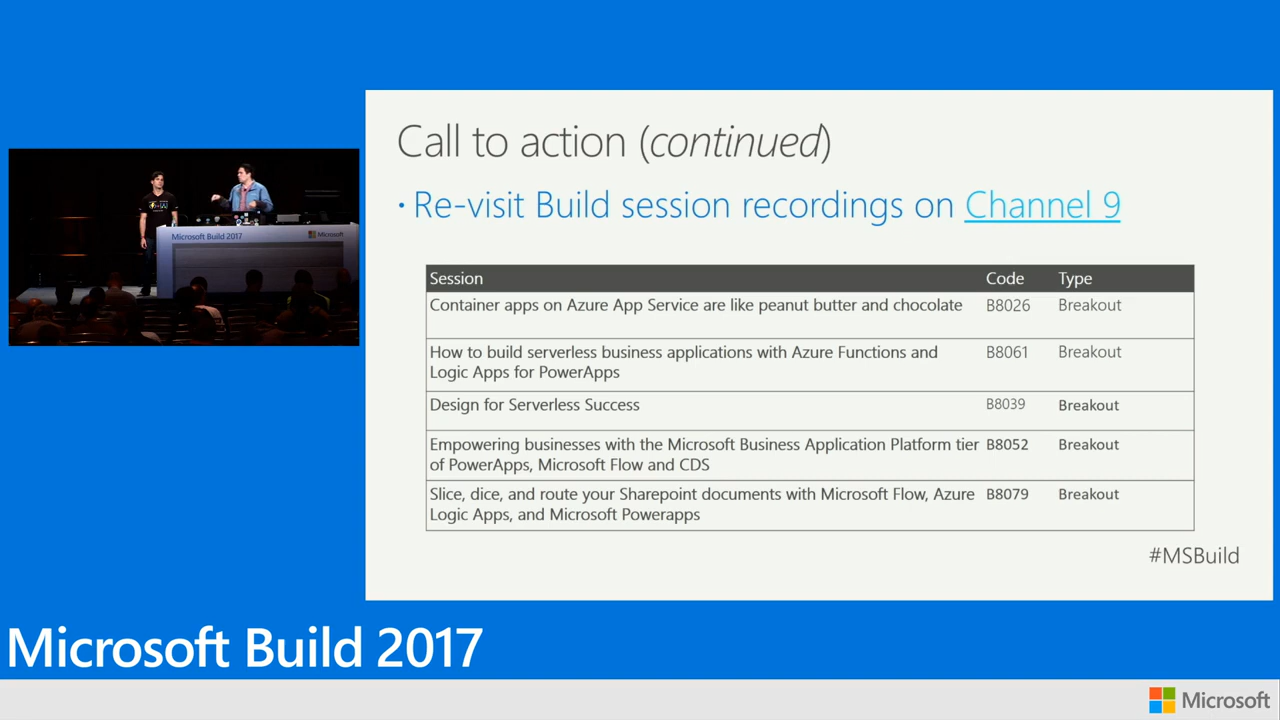 Call to action (continued)
• Re-visit Build session recordings on Channel 9
Session Code Type
Container apps on Azure App Service are like peanut butter and chocolate B8026 Breakout
How to build serverless business applications with Azure Functions and B8061 Breakout
Logic Apps for PowerApps
Design for Serverless Success B8039 Breakout
Empowering businesses with the Microsoft Business Application Platform tier B8052 Breakout
of PowerApps, Microsoft Flow and CDS
Slice, dice, and route your Sharepoint documents with Microsoft Flow, Azure B8079 Breakout
Logic Apps, and Microsoft Powerapps
#MSBuild
Microsoft Build 2017
Microsoft
Microsoft Build 2017
Microsoft